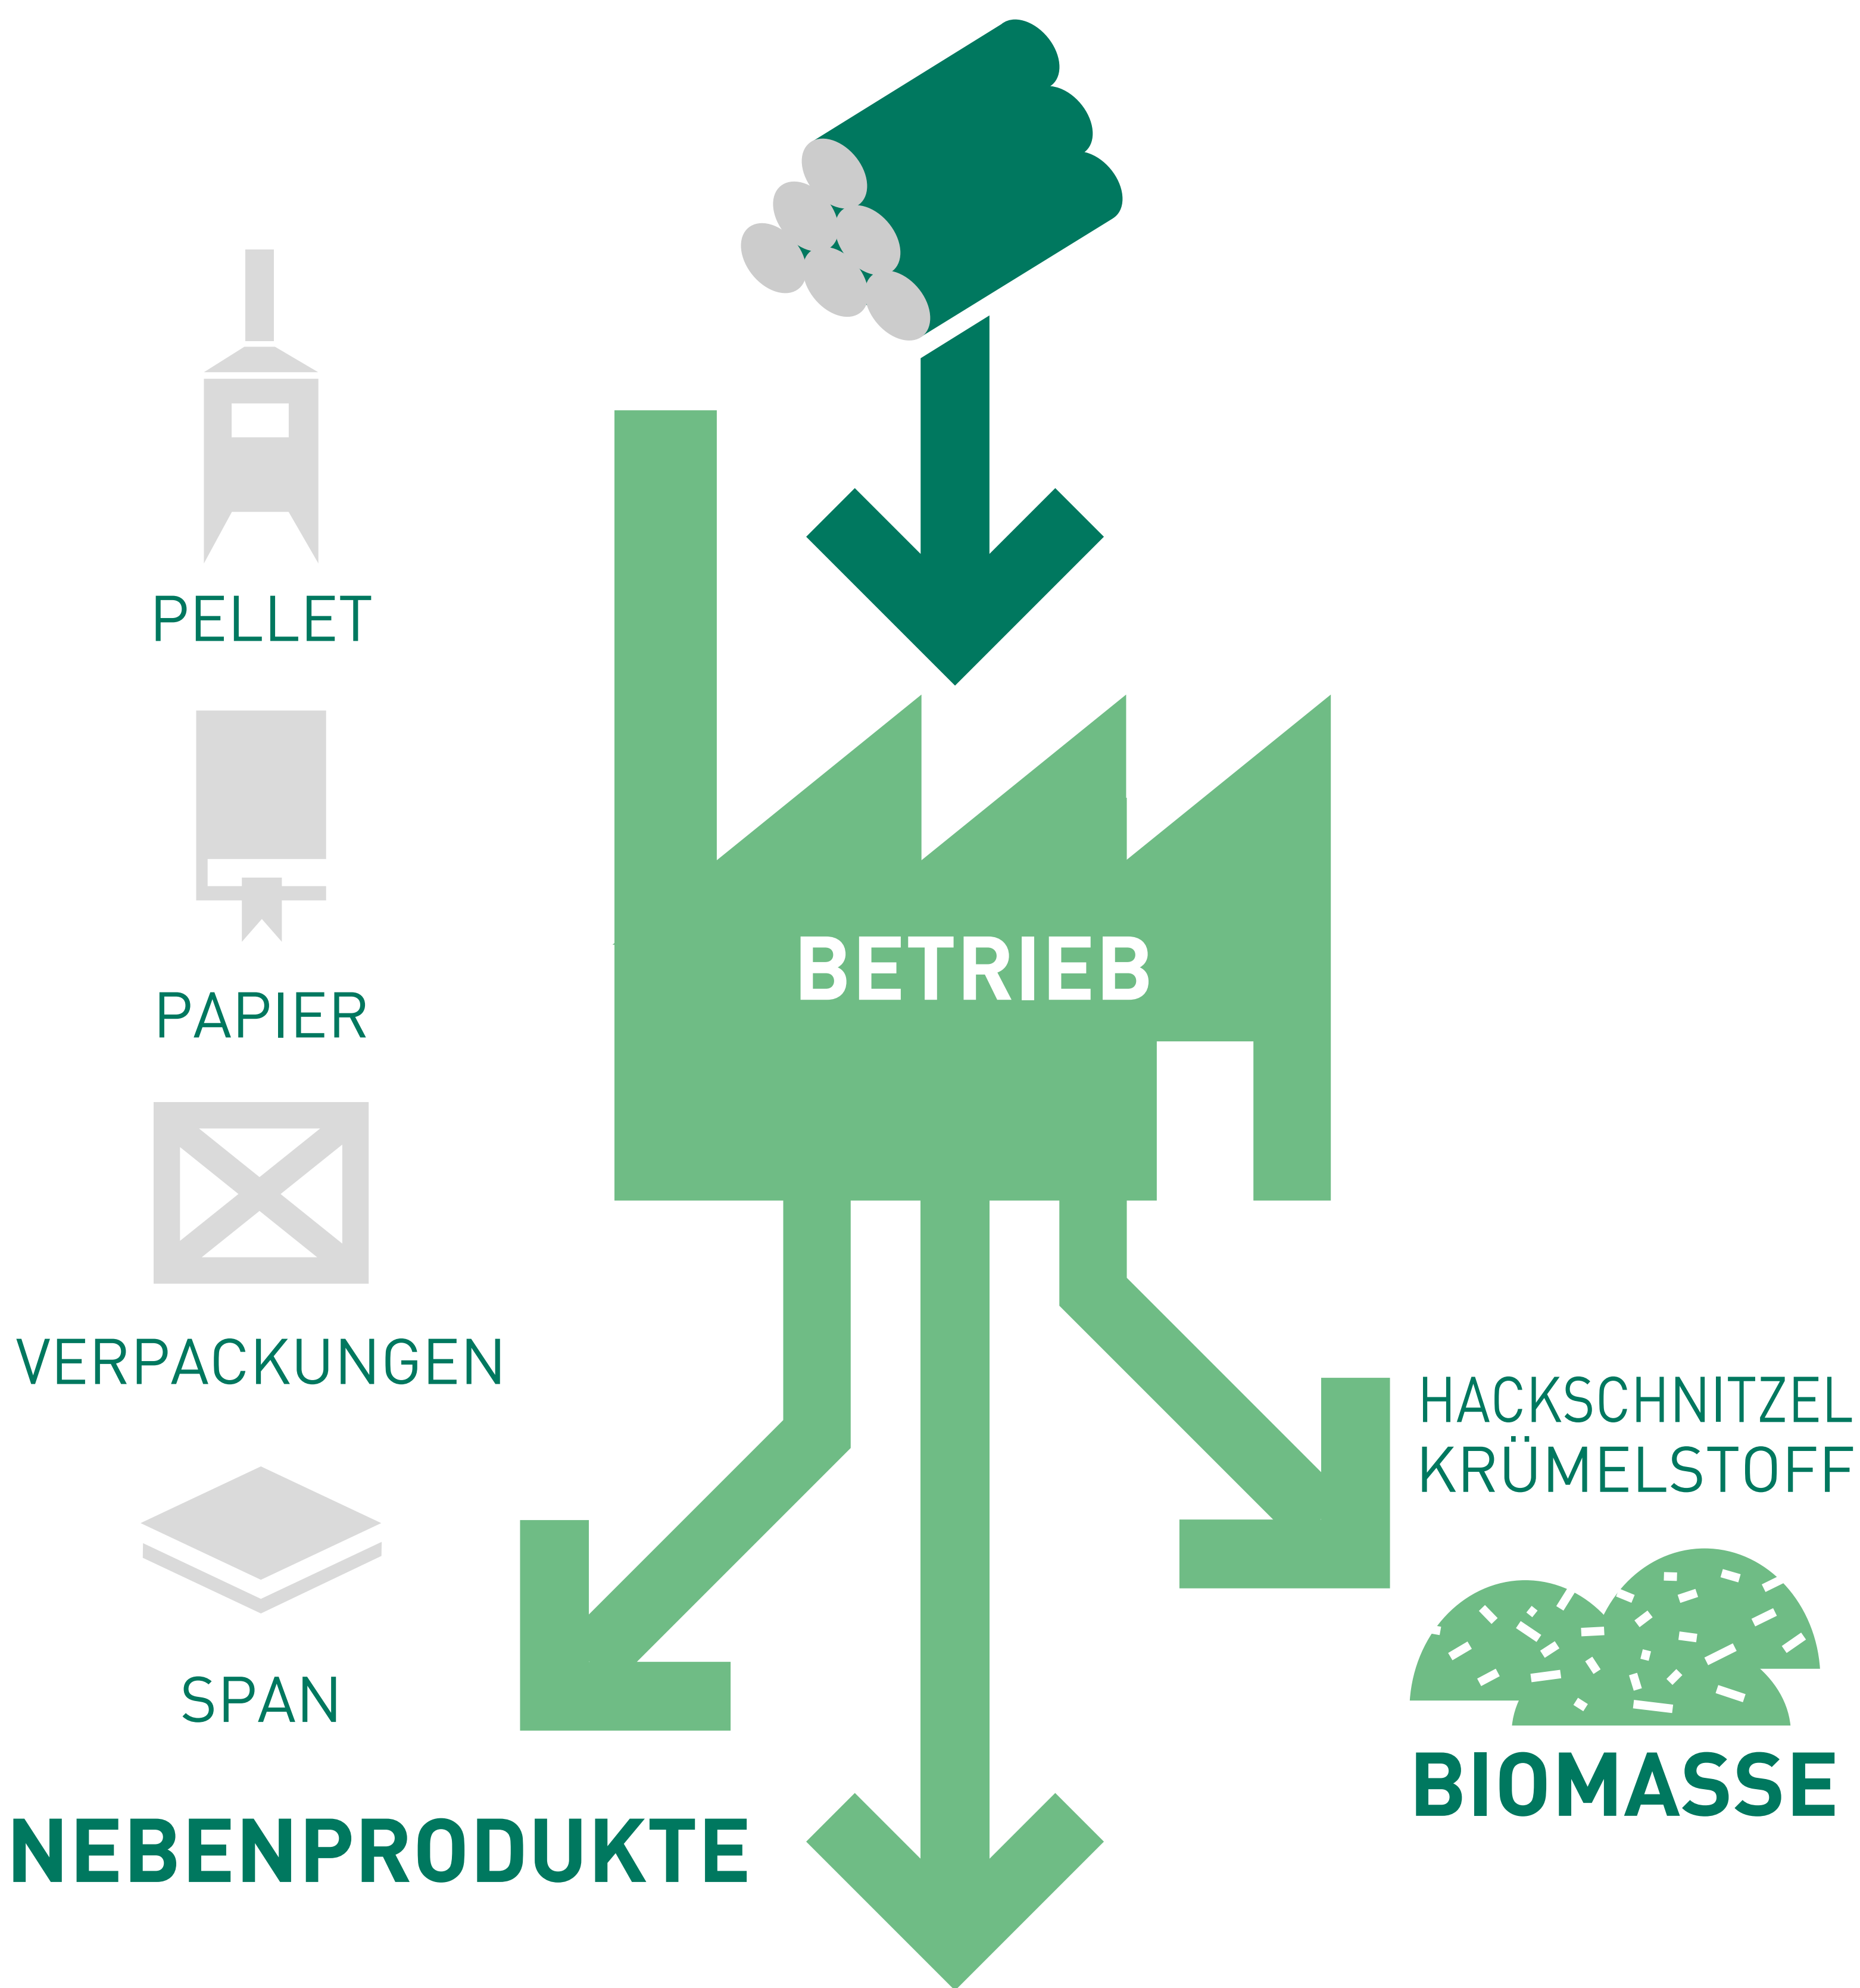 PELLET
PAPIER
VERPACKUNGEN
SPAN
NEBENPRODUKTE
BETRIEB
HACKSCHNITZEL
KRÜMELSTOFF
BIOMASSE